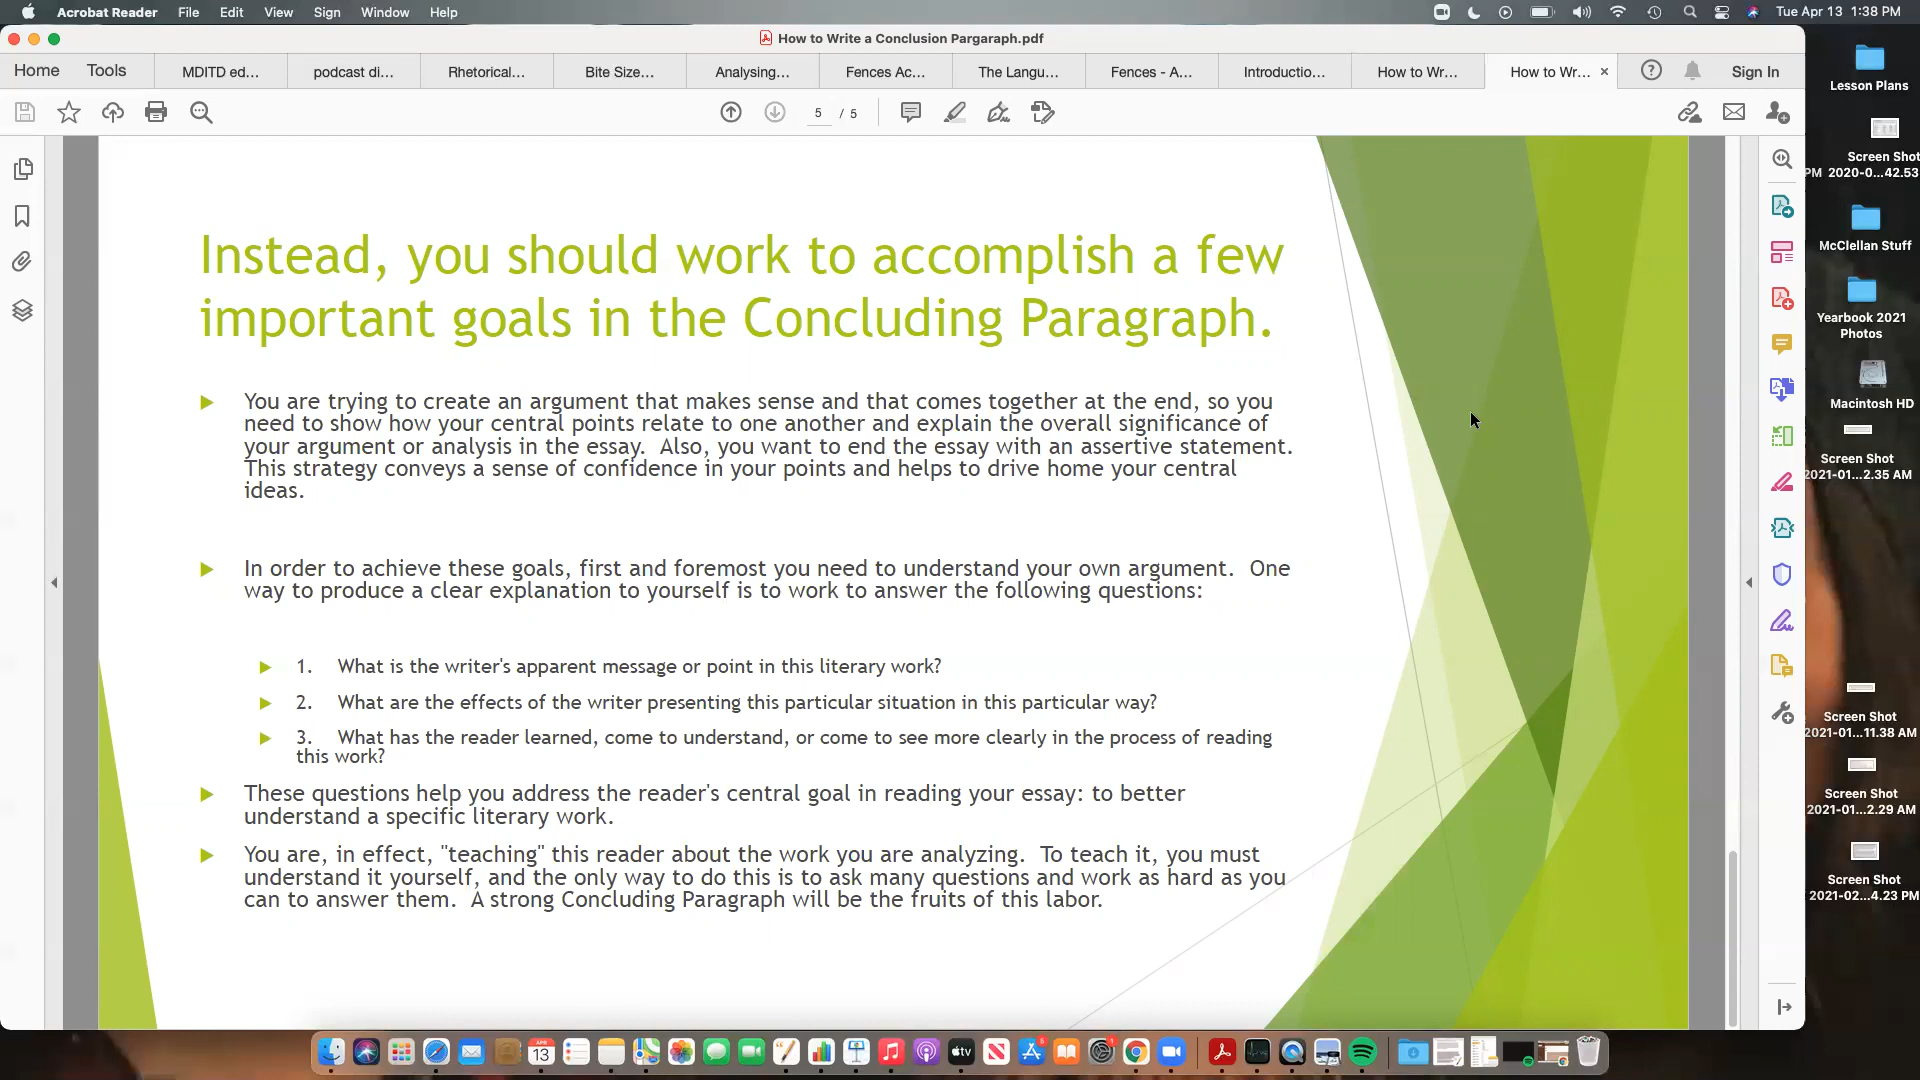 Acrobat Reader File Edit View Sign Window Help
Tue Apr 13 1:38 PM
How to Write a Conclusion Pargaraph.pdf
Home Tools MDITD ed... podcast di... Rhetorical... Bite Size... Analysing... Fences Ac... The Langu... Fences - A... Introductio... How to Wr... How to Wr... × Sign In
5 / 5
Instead, you should work to accomplish a few
important goals in the Concluding Paragraph.
You are trying to create an argument that makes sense and that comes together at the end, so you
need to show how your central points relate to one another and explain the overall significance of
your argument or analysis in the essay. Also, you want to end the essay with an assertive statement.
This strategy conveys a sense of confidence in your points and helps to drive home your central
ideas.
In order to achieve these goals, first and foremost you need to understand your own argument. One
way to produce a clear explanation to yourself is to work to answer the following questions:
1. What is the writer's apparent message or point in this literary work?
2. What are the effects of the writer presenting this particular situation in this particular way?
3. What has the reader learned, come to understand, or come to see more clearly in the process of reading
this work?
These questions help you address the reader's central goal in reading your essay: to better
understand a specific literary work.
You are, in effect, "teaching" this reader about the work you are analyzing. To teach it, you must
understand it yourself, and the only way to do this is to ask many questions and work as hard as you
can to answer them. A strong Concluding Paragraph will be the fruits of this labor.
Lesson Plans
Screen Shot
PM 2020-0...42.53
McClellan Stuff
Yearbook 2021
Photos
Macintosh HD
Screen Shot
2021-01...2.35 AM
Screen Shot
2021-01...11.38 AM
Screen Shot
2021-01...2.29 AM
Screen Shot
2021-02...4.23 PM
APR
13
tv